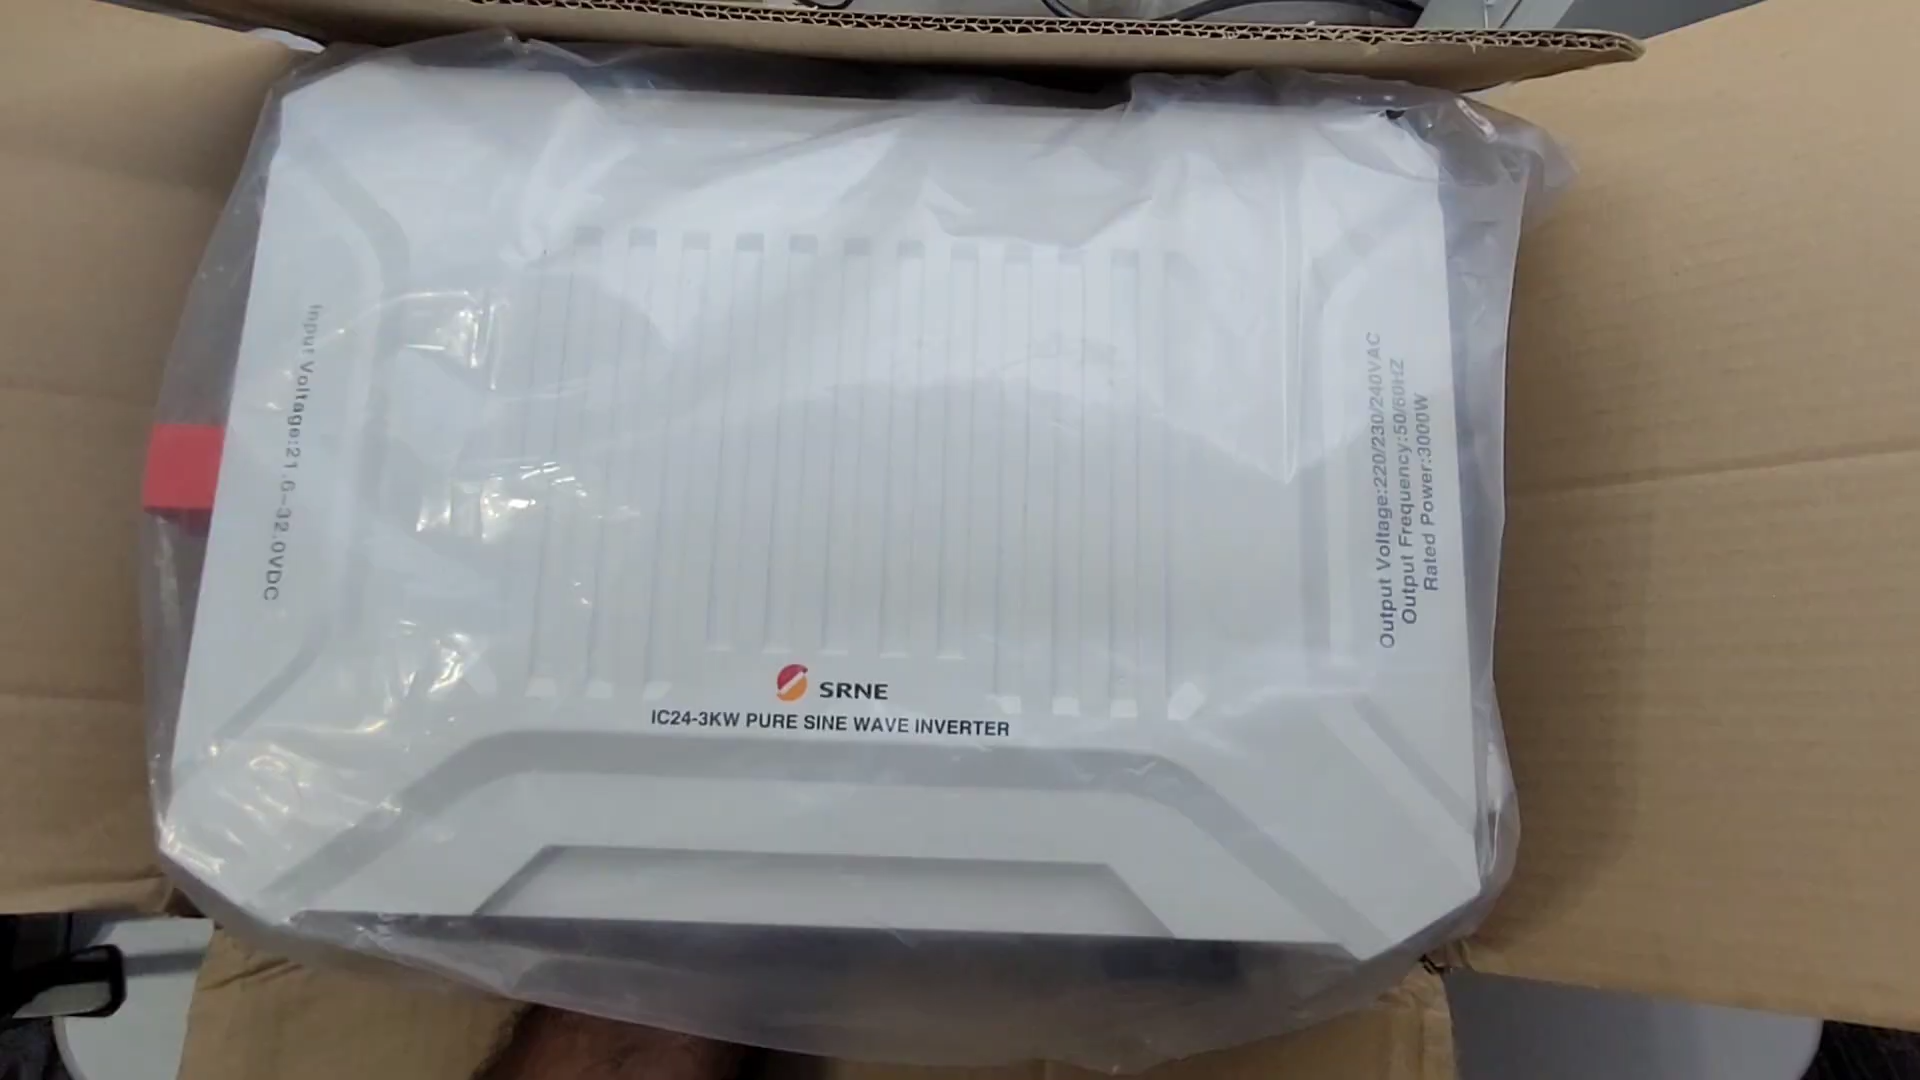 Input Voltage:21.6-32.0VDC
Output Voltage:220/230/240VAC
Output Frequency:50/60HZ
Rated Power:3000W
SRNE
IC24-3KW PURE SINE WAVE INVERTER